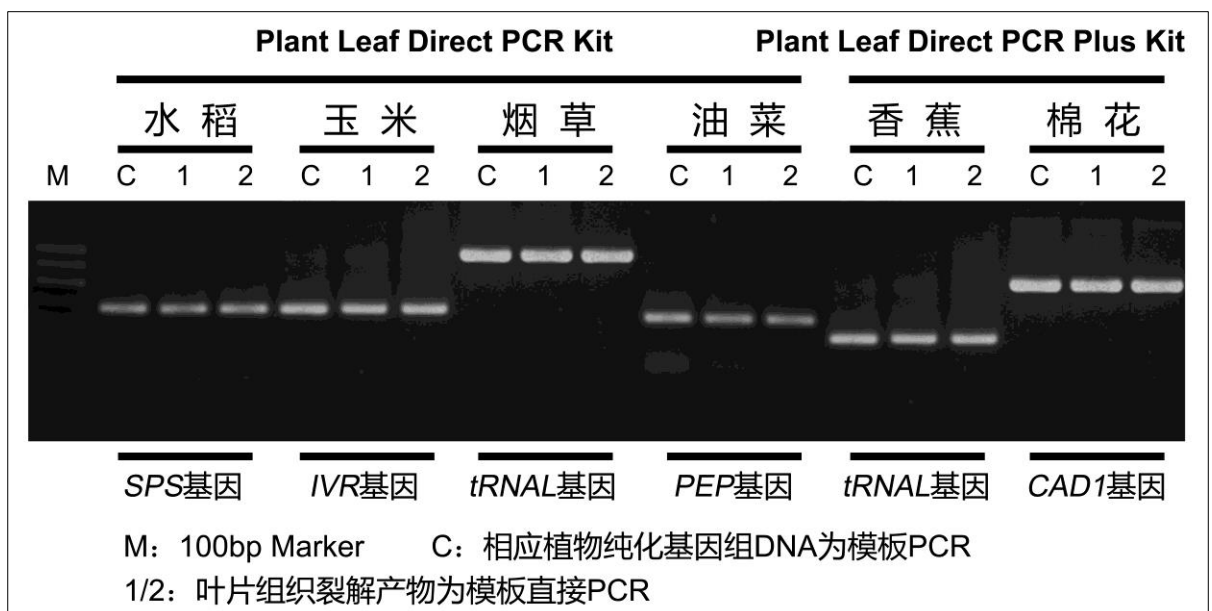 Plant Leaf Direct PCR Kit Plant Leaf Direct PCR Plus Kit
水稻 玉米 烟草 油菜 香蕉 棉花
M C 1 2 C 1 2 C 1 2 C 1 2 C 1 2 C 1 2
SPS基因 IVR基因 tRNAL基因 PEP基因 tRNAL基因 CAD1基因
M：100bp Marker C：相应植物纯化基因组DNA为模板PCR
1/2：叶片组织裂解产物为模板直接PCR